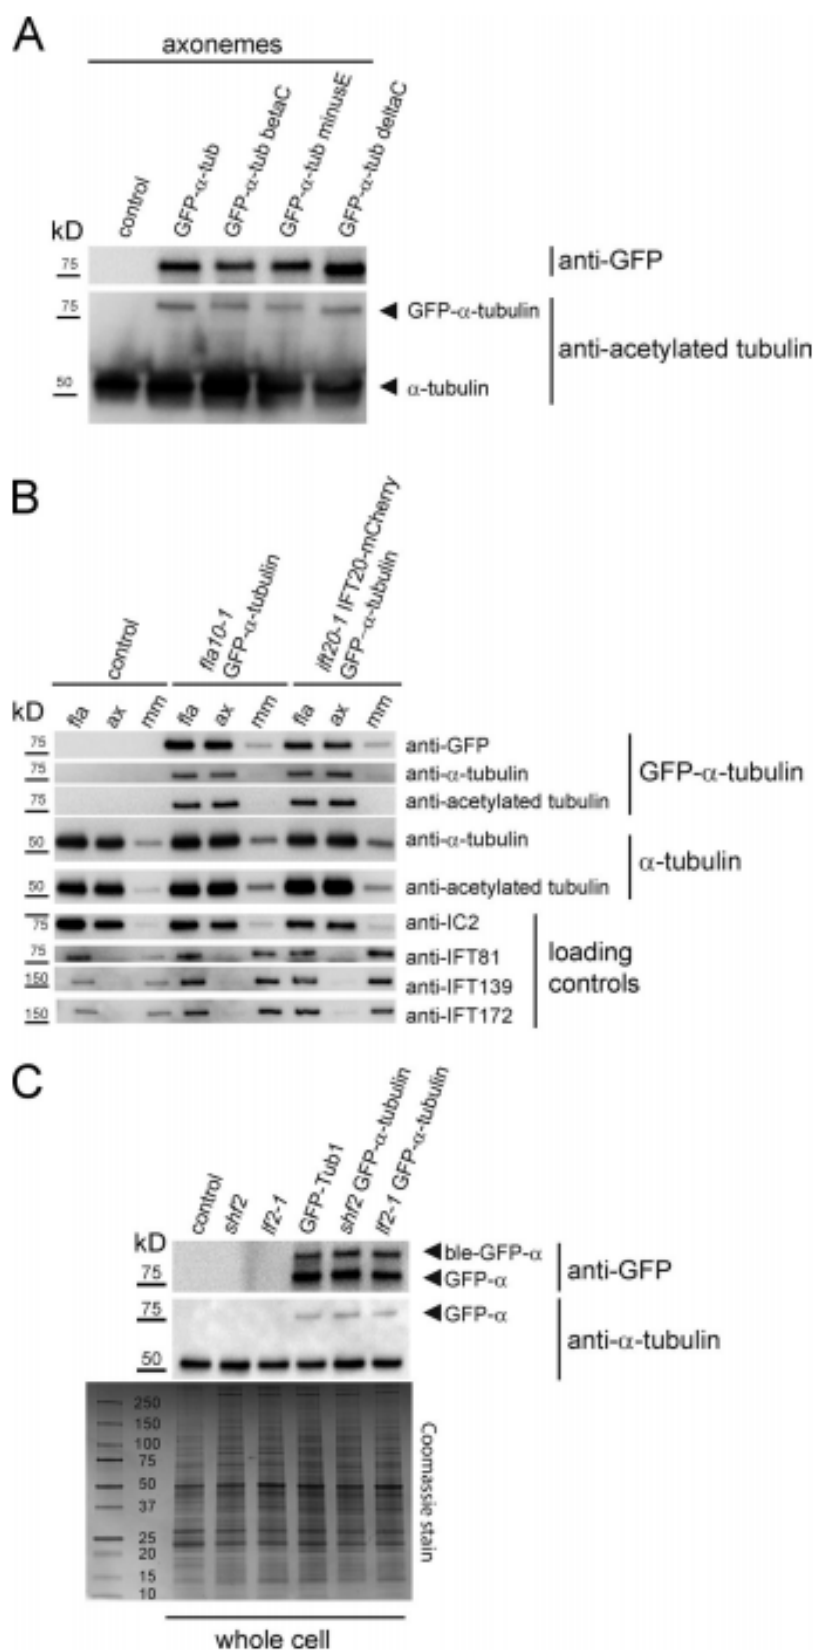 A
axonemes
control
GFP-α-tub
GFP-α-tub betaC
GFP-α-tub minusE
GFP-α-tub deltaC
kD
75
anti-GFP
75
GFP-α-tubulin
anti-acetylated tubulin
50
α-tubulin
B
control
fla10-1
GFP-α-tubulin
ift20-1 IFT20-mCherry
GFP-α-tubulin
kD
fla ax mm fla ax mm fla ax mm
75 anti-GFP
75 anti-α-tubulin
GFP-α-tubulin
75 anti-acetylated tubulin
50 anti-α-tubulin
α-tubulin
50 anti-acetylated tubulin
75 anti-IC2
75 anti-IFT81
loading
controls
150 anti-IFT139
150 anti-IFT172
C
control
shf2
lf2-1
GFP-Tub1
shf2 GFP-α-tubulin
lf2-1 GFP-α-tubulin
kD
ble-GFP-α
75 GFP-α
anti-GFP
75 GFP-α
anti-α-tubulin
50
250
150
100
75
50
37
25
20
15
10
Coomassie stain
whole cell